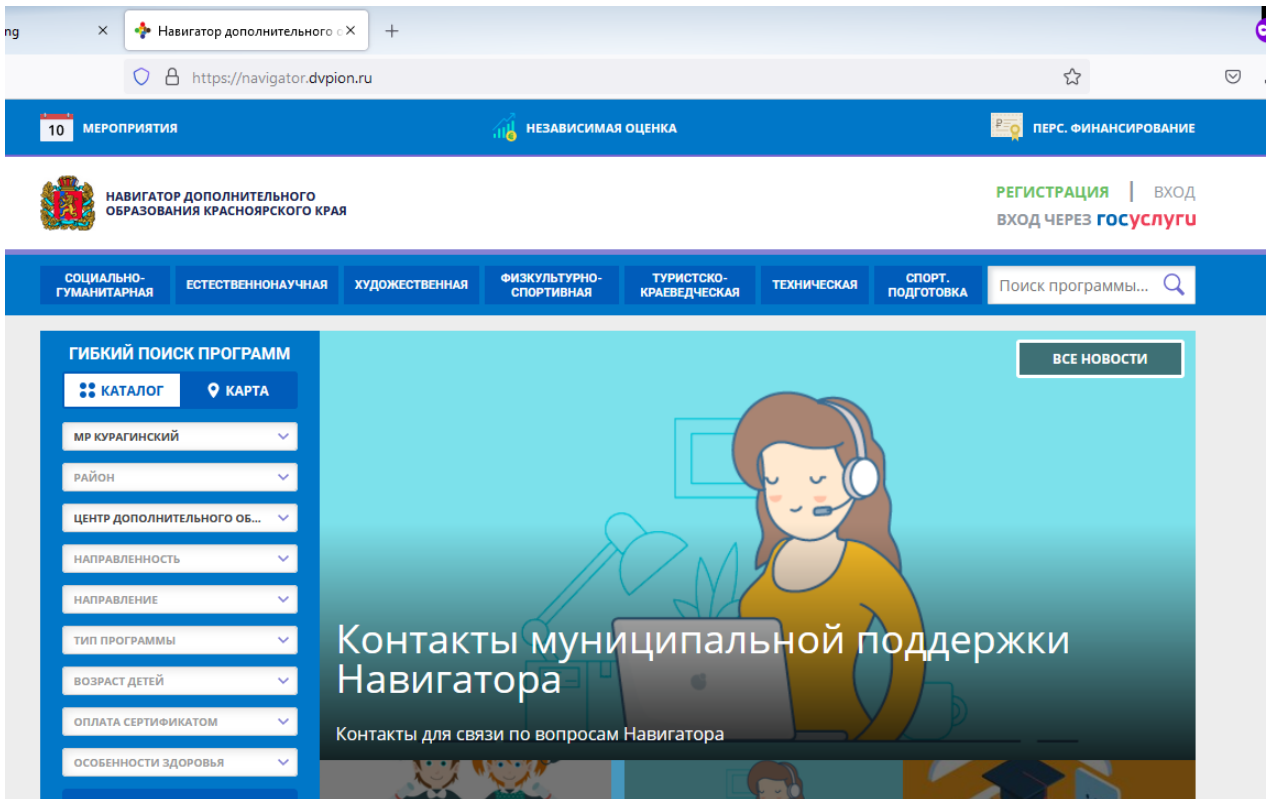 ng
Навигатор дополнительного о
https://navigator.dvpion.ru
10 МЕРОПРИЯТИЯ
НЕЗАВИСИМАЯ ОЦЕНКА
ПЕРС. ФИНАНСИРОВАНИЕ
НАВИГАТОР ДОПОЛНИТЕЛЬНОГО
ОБРАЗОВАНИЯ КРАСНОЯРСКОГО КРАЯ
РЕГИСТРАЦИЯ | ВХОД
ВХОД ЧЕРЕЗ госуслуги
СОЦИАЛЬНО-
ГУМАНИТАРНАЯ
ЕСТЕСТВЕННОНАУЧНАЯ
ХУДОЖЕСТВЕННАЯ
ФИЗКУЛЬТУРНО-
СПОРТИВНАЯ
ТУРИСТСКО-
КРАЕВЕДЧЕСКАЯ
ТЕХНИЧЕСКАЯ
СПОРТ.
ПОДГОТОВКА
Поиск программы...
ГИБКИЙ ПОИСК ПРОГРАММ
КАТАЛОГ
КАРТА
МР КУРАГИНСКИЙ
РАЙОН
ЦЕНТР ДОПОЛНИТЕЛЬНОГО ОБ...
НАПРАВЛЕННОСТЬ
НАПРАВЛЕНИЕ
ТИП ПРОГРАММЫ
ВОЗРАСТ ДЕТЕЙ
ОПЛАТА СЕРТИФИКАТОМ
ОСОБЕННОСТИ ЗДОРОВЬЯ
ВСЕ НОВОСТИ
Контакты муниципальной поддержки
Навигатора
Контакты для связи по вопросам Навигатора